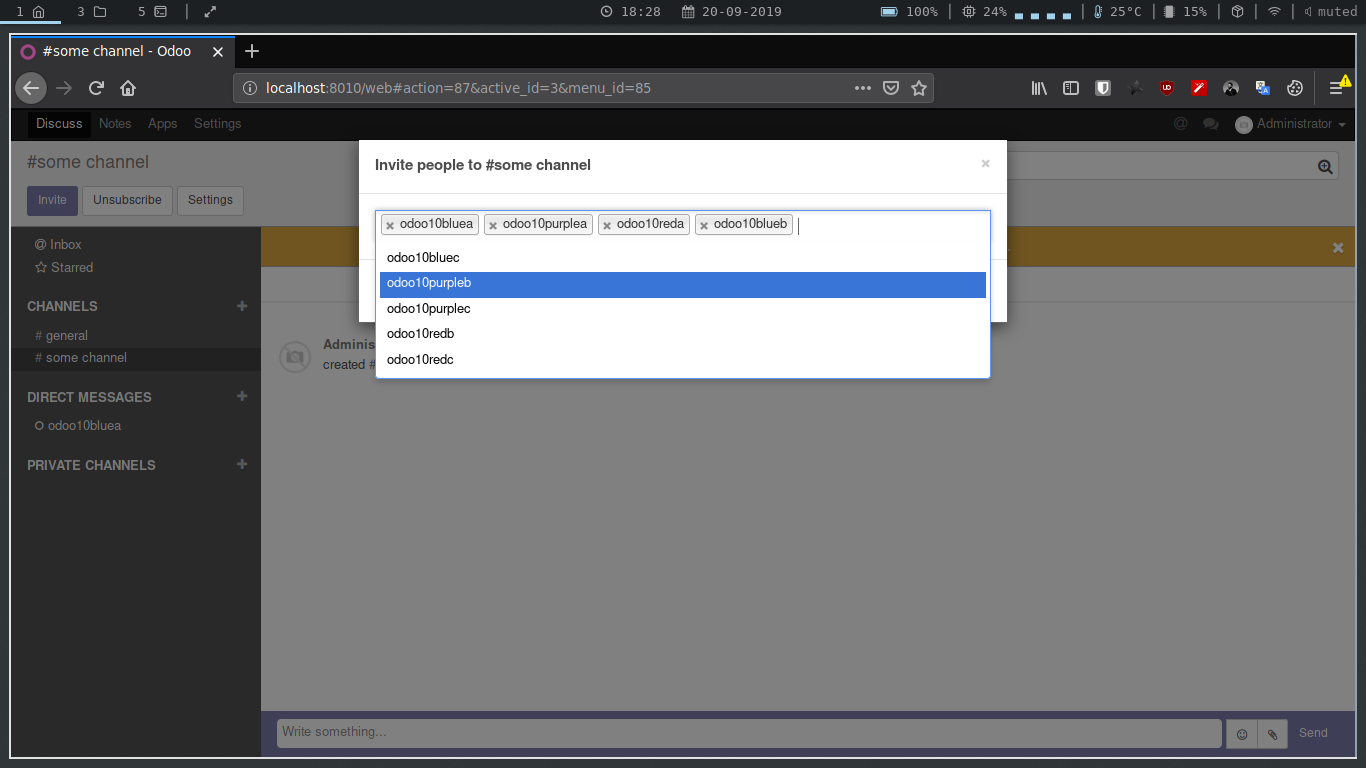 1 3 5 18:28 20-09-2019 100% 24% 25°C 15% muted
#some channel - Odoo
localhost:8010/web#action=87&active_id=3&menu_id=85
Discuss Notes Apps Settings @ Administrator
#some channel
Invite Unsubscribe Settings
Invite people to #some channel ×
odoo10bluea odoo10purplea odoo10reda odoo10blueb
odoo10bluec
odoo10purpleb
odoo10purplec
odoo10redb
odoo10redc
@ Inbox
Starred
CHANNELS +
# general
# some channel
DIRECT MESSAGES +
odoo10bluea
PRIVATE CHANNELS +
Adminis
created #
Write something...
Send